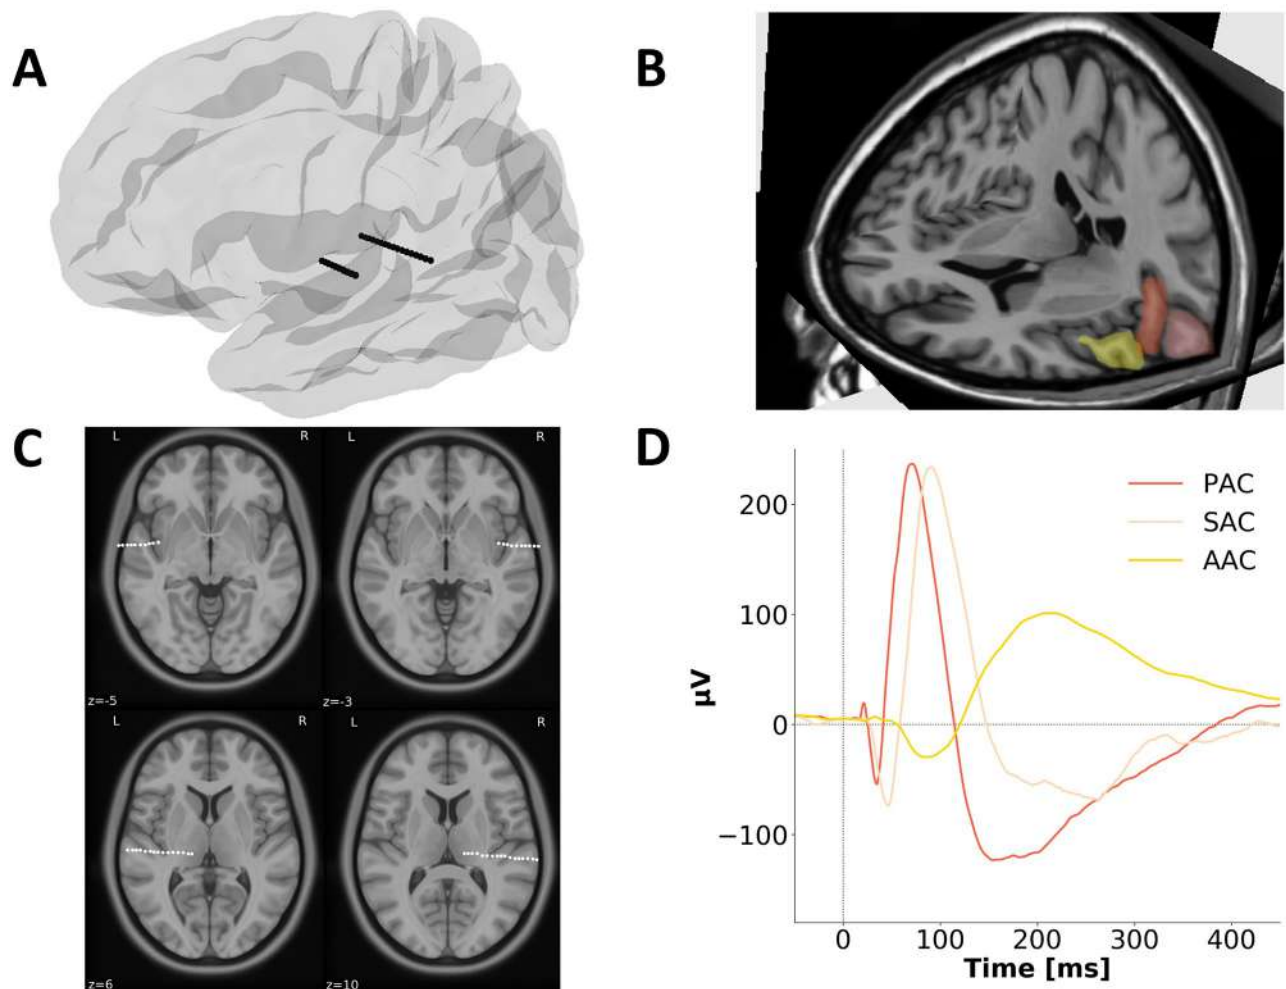 A
B
C
L R
L R
z=-5
z=-3
L R
L R
z=6
z=10
D
PAC
SAC
AAC
200
100
0
−100
µV
0 100 200 300 400
Time [ms]